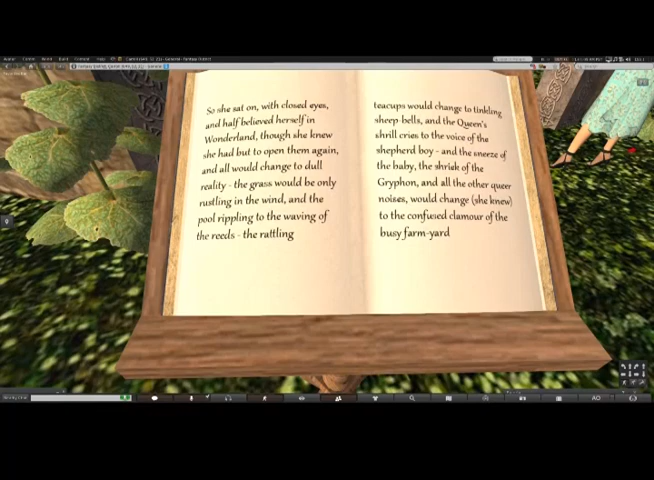 So she sat on, with closed eyes,
and half believed herself in
Wonderland, though she knew
she had but to open them again,
and all would change to dull
reality - the grass would be only
rustling in the wind, and the
pool rippling to the waving of
the reeds - the rattling
teacups would change to tinkling
sheep-bells, and the Queen's
shrill cries to the voice of the
shepherd boy - and the sneeze of
the baby, the shriek of the
Gryphon, and all the other queer
noises, would change (she knew)
to the confused clamour of the
busy farm-yard
AO